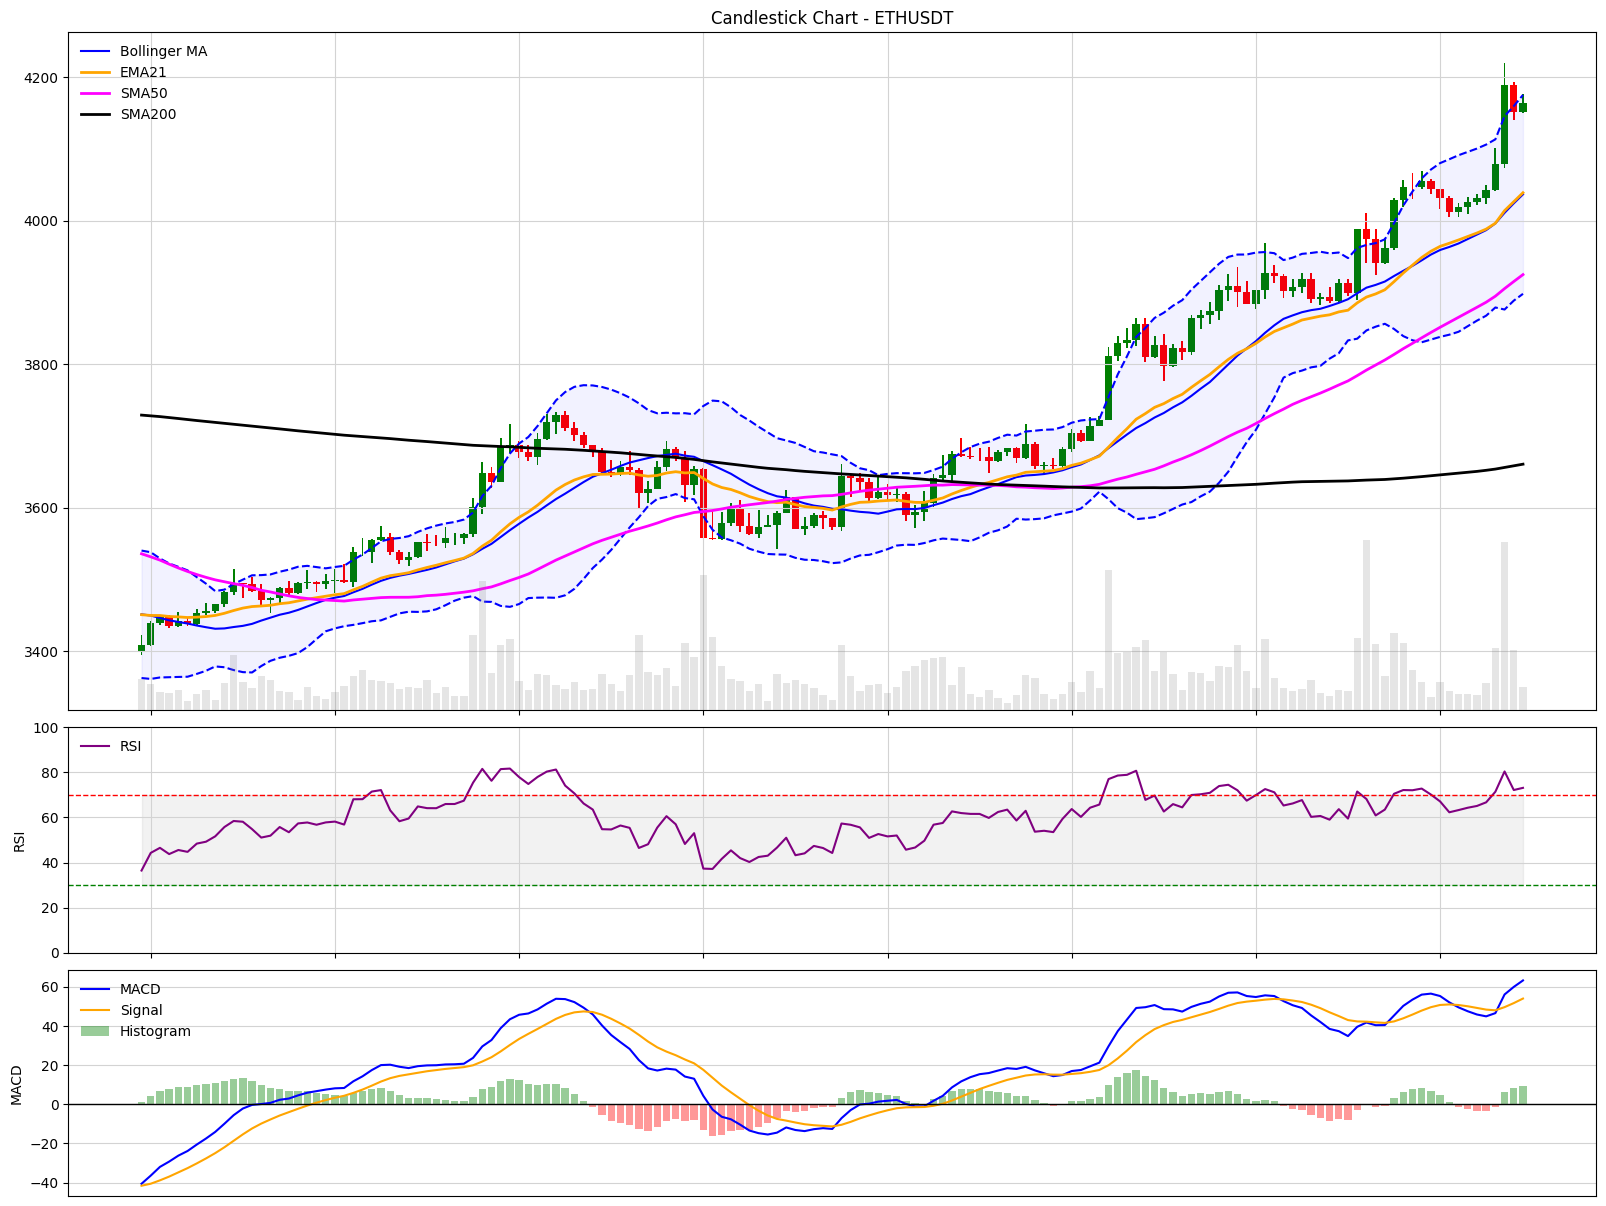 Candlestick Chart - ETHUSDT
Bollinger MA
EMA21
SMA50
SMA200
4200
4000
3800
3600
3400
RSI
100
80
60
40
20
0
RSI
MACD
Signal
Histogram
60
40
20
0
−20
−40
MACD